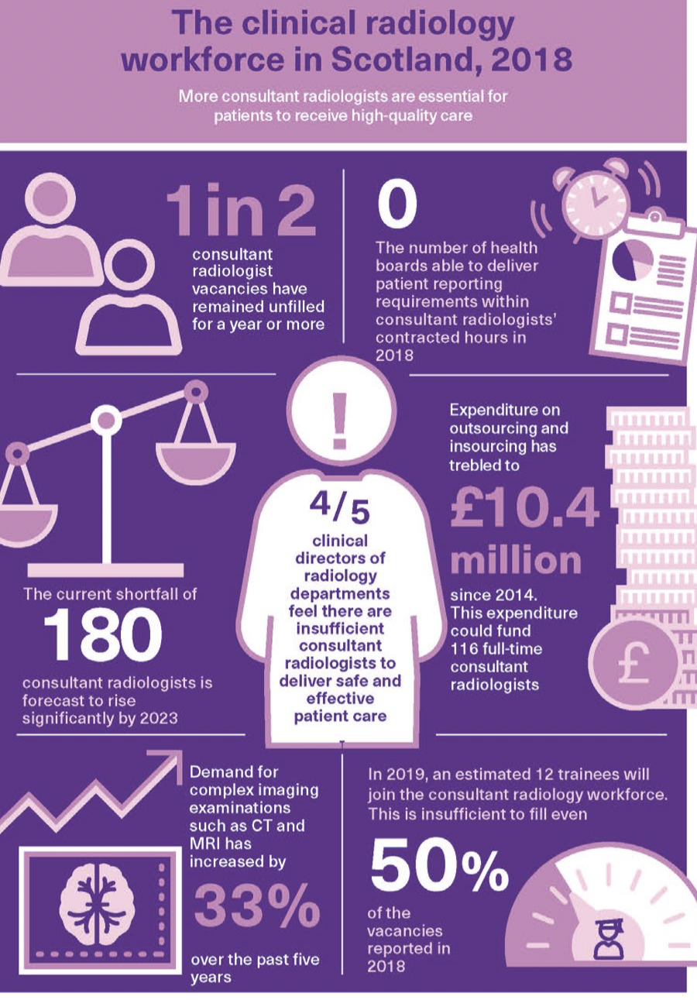 The clinical radiology
workforce in Scotland, 2018
More consultant radiologists are essential for
patients to receive high-quality care
1 in 2
consultant
radiologist
vacancies have
remained unfilled
for a year or more
0
The number of health
boards able to deliver
patient reporting
requirements within
consultant radiologists’
contracted hours in
2018
The current shortfall of
180
consultant radiologists is
forecast to rise
significantly by 2023
!
4/5
clinical
directors of
radiology
departments
feel there are
insufficient
consultant
radiologists to
deliver safe and
effective
patient care
Expenditure on
outsourcing and
insourcing has
trebled to
£10.4
million
since 2014.
This expenditure
could fund
116 full-time
consultant
radiologists
£
Demand for
complex imaging
examinations
such as CT and
MRI has
increased by
33%
over the past five
years
In 2019, an estimated 12 trainees will
join the consultant radiology workforce.
This is insufficient to fill even
50%
of the
vacancies
reported in
2018